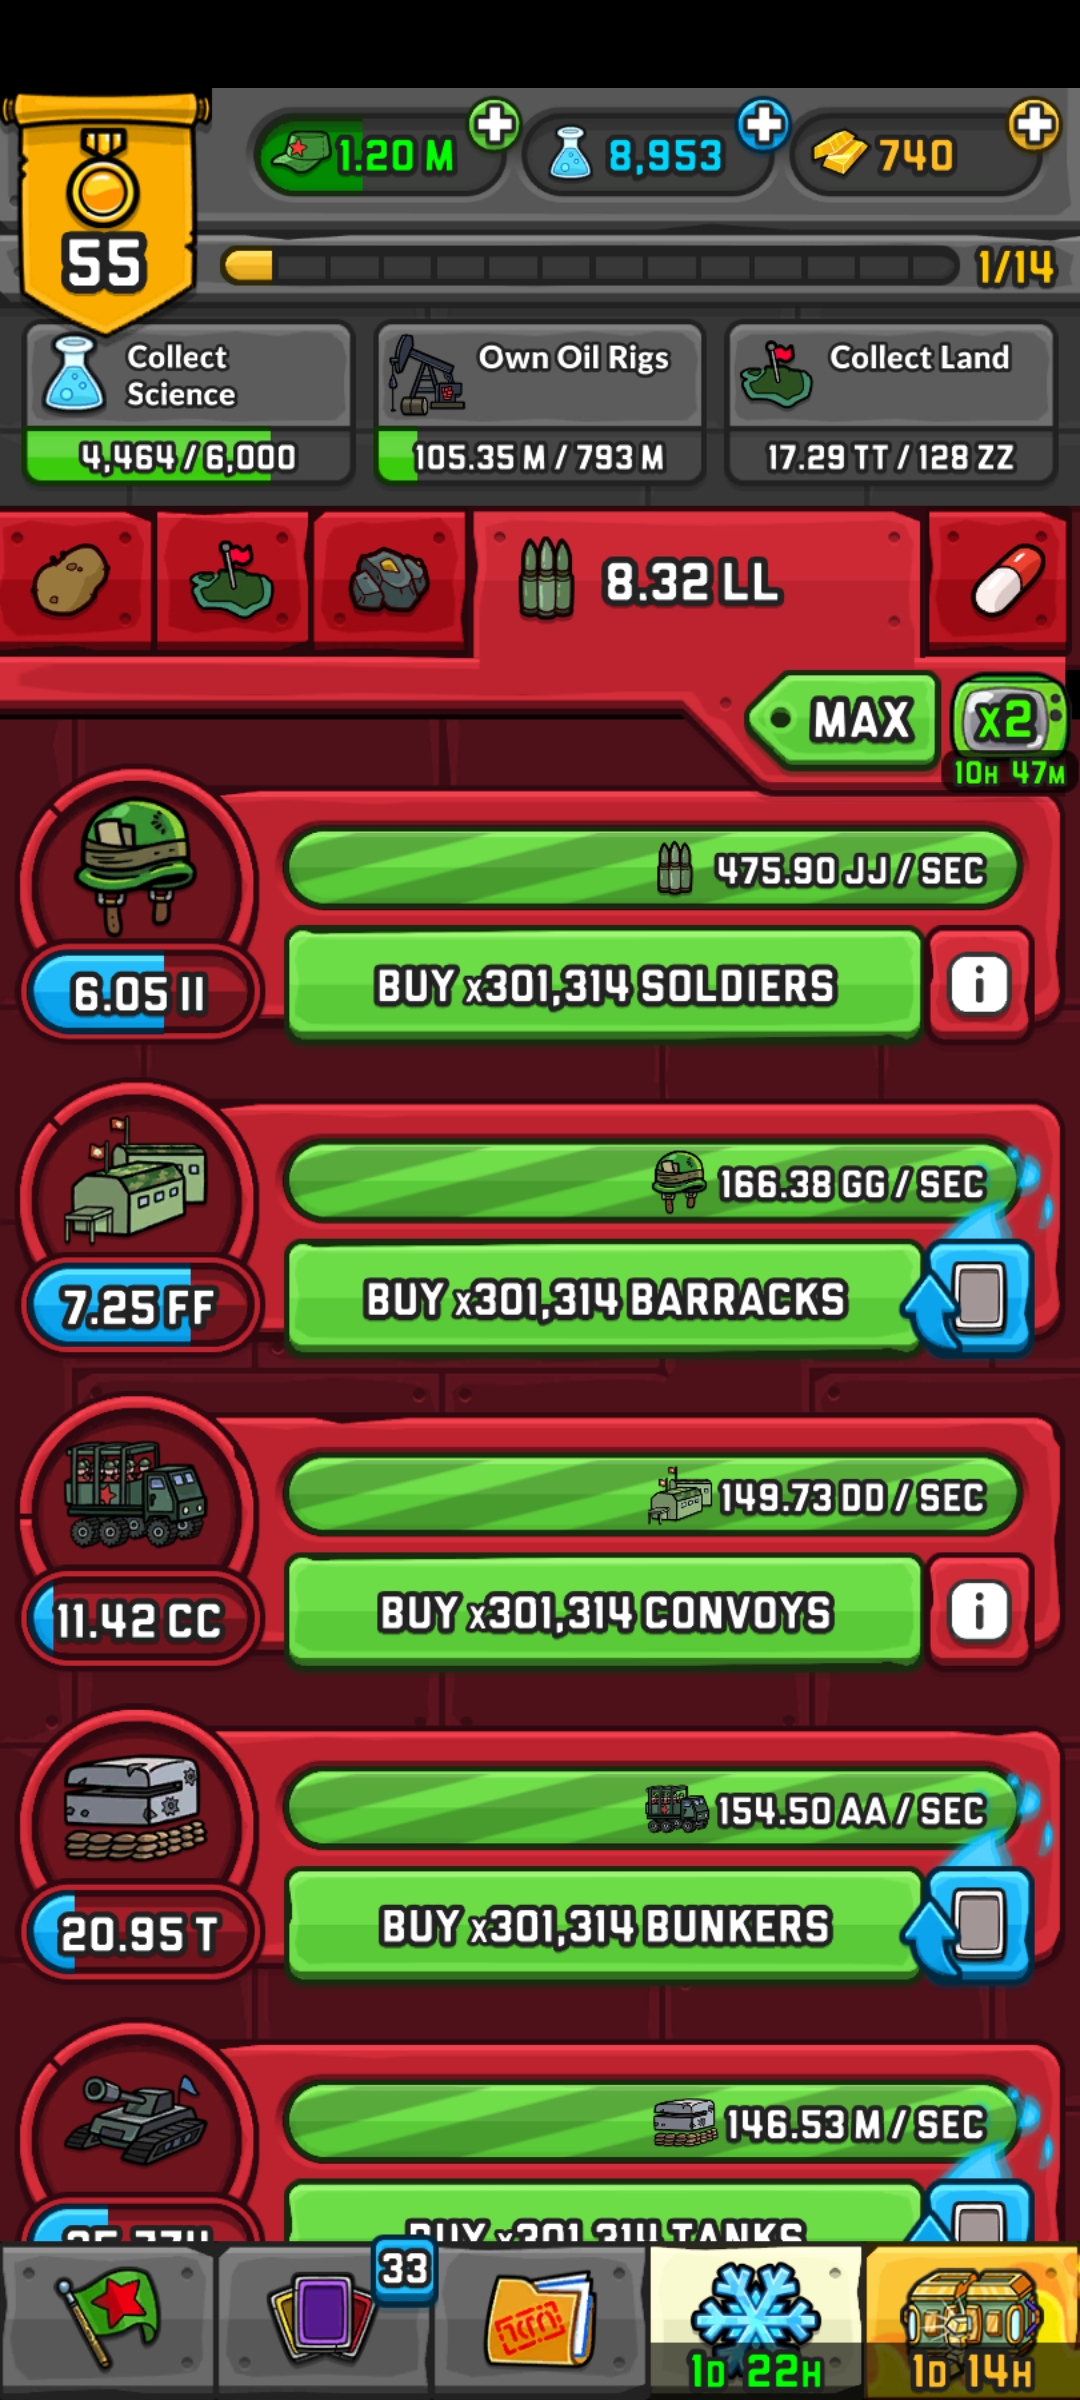 55
1.20 M
8,953
740
1/14
Collect Science
4,464 / 6,000
Own Oil Rigs
105.35 M / 793 M
Collect Land
17.29 TT / 128 ZZ
8.32 LL
MAX
x2
10H 47M
475.90 JJ / SEC
6.05 II
BUY x301,314 SOLDIERS
i
166.38 GG / SEC
7.25 FF
BUY x301,314 BARRACKS
149.73 DD / SEC
11.42 CC
BUY x301,314 CONVOYS
i
154.50 AA / SEC
20.95 T
BUY x301,314 BUNKERS
146.53 M / SEC
BUY x301,314 TANKS
33
1D 22H
1D 14H